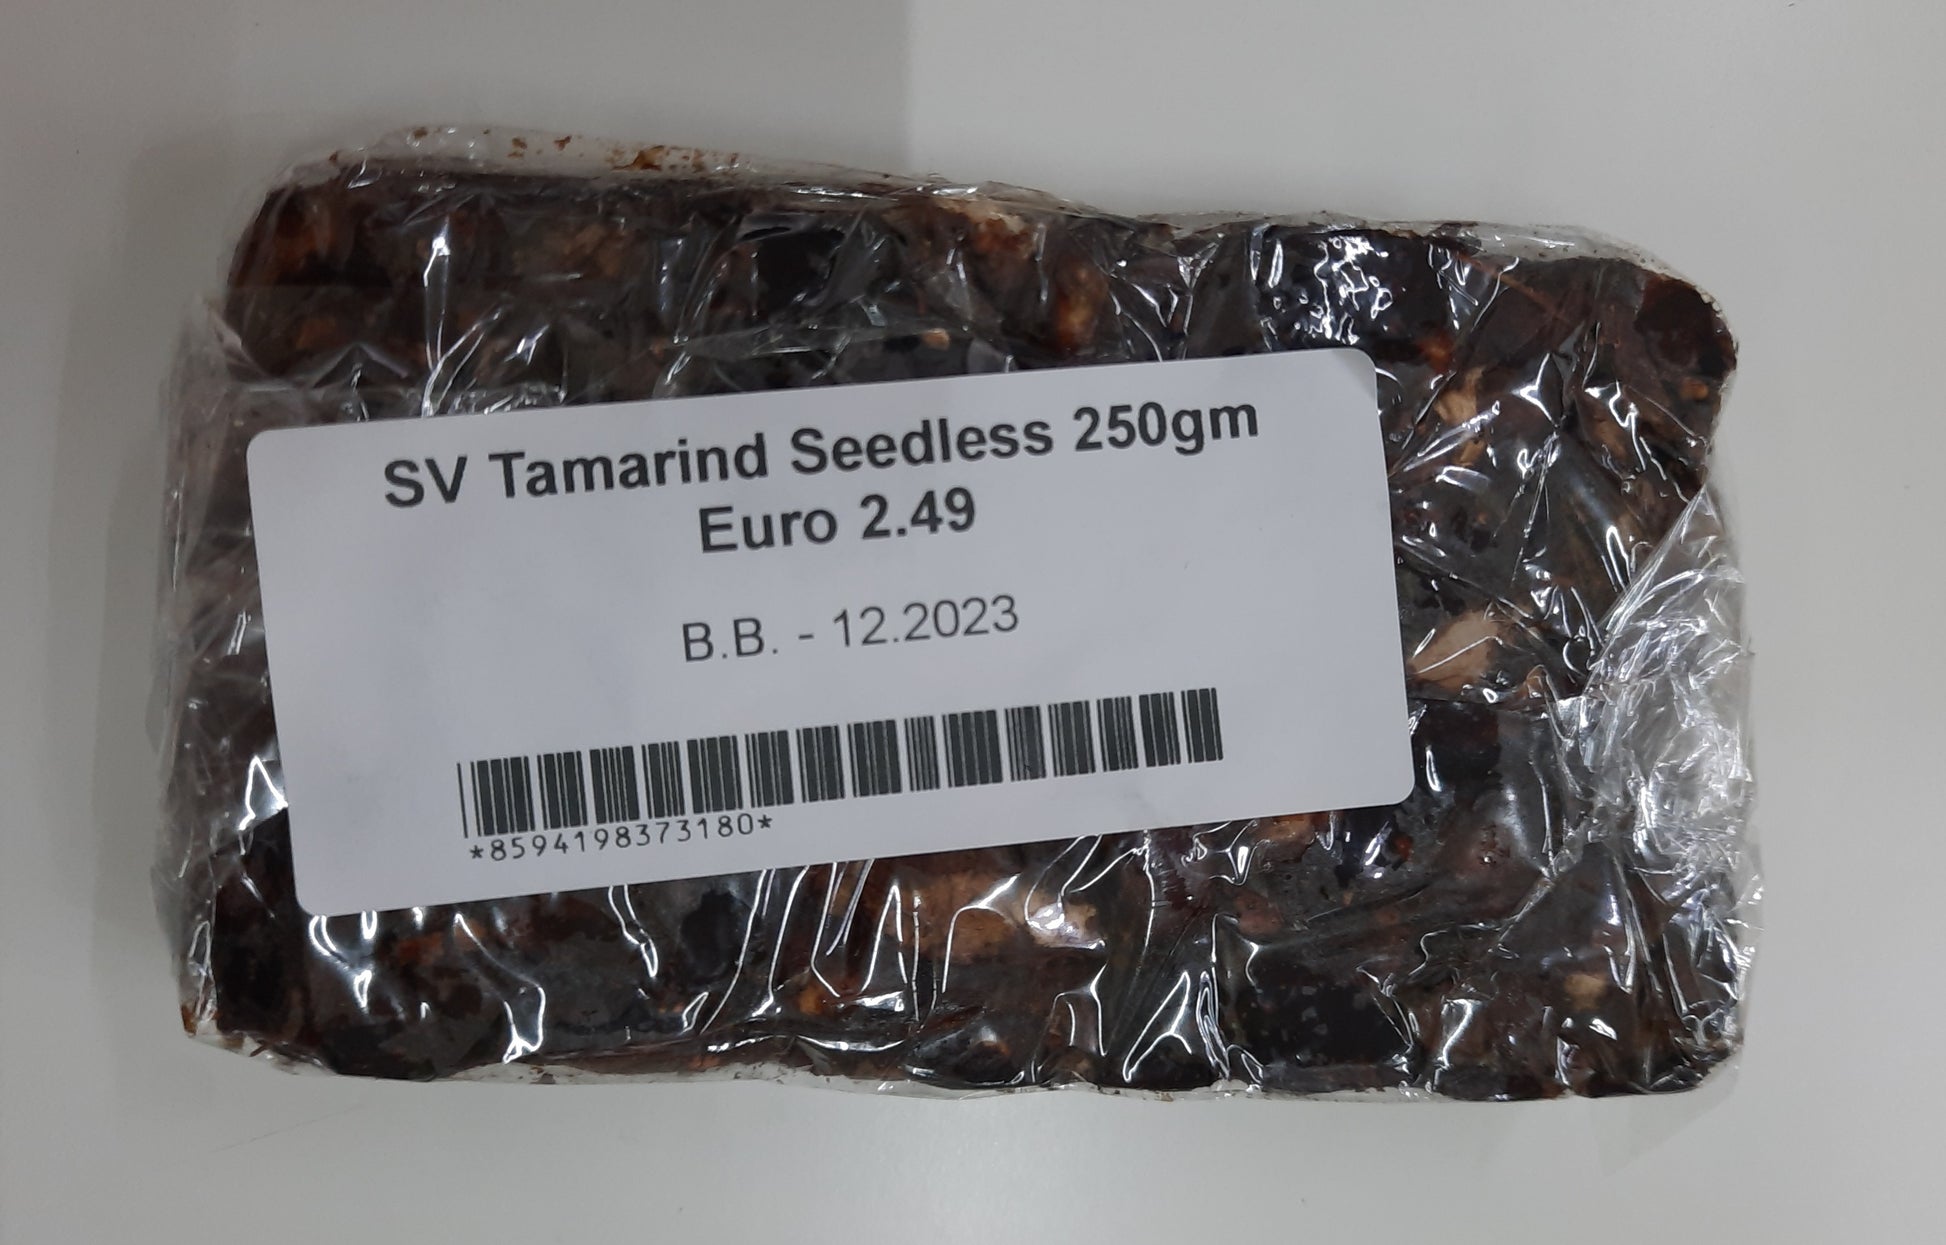 SV Tamarind Seedless 250gm
Euro 2.49
B.B. - 12.2023
*8594198373180*